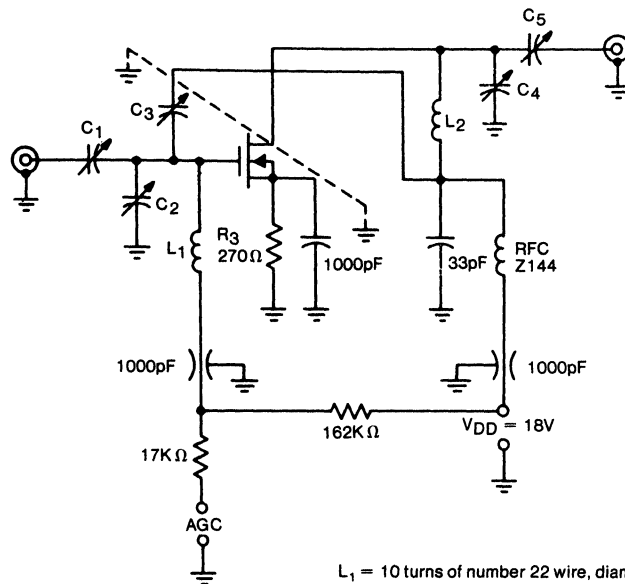 C5
C3
C4
C1
L2
C2
L1
R3
270Ω
1000pF
33pF
RFC
Z144
1000pF
1000pF
162KΩ
VDD = 18V
17KΩ
AGC
L1 = 10 turns of number 22 wire, diam